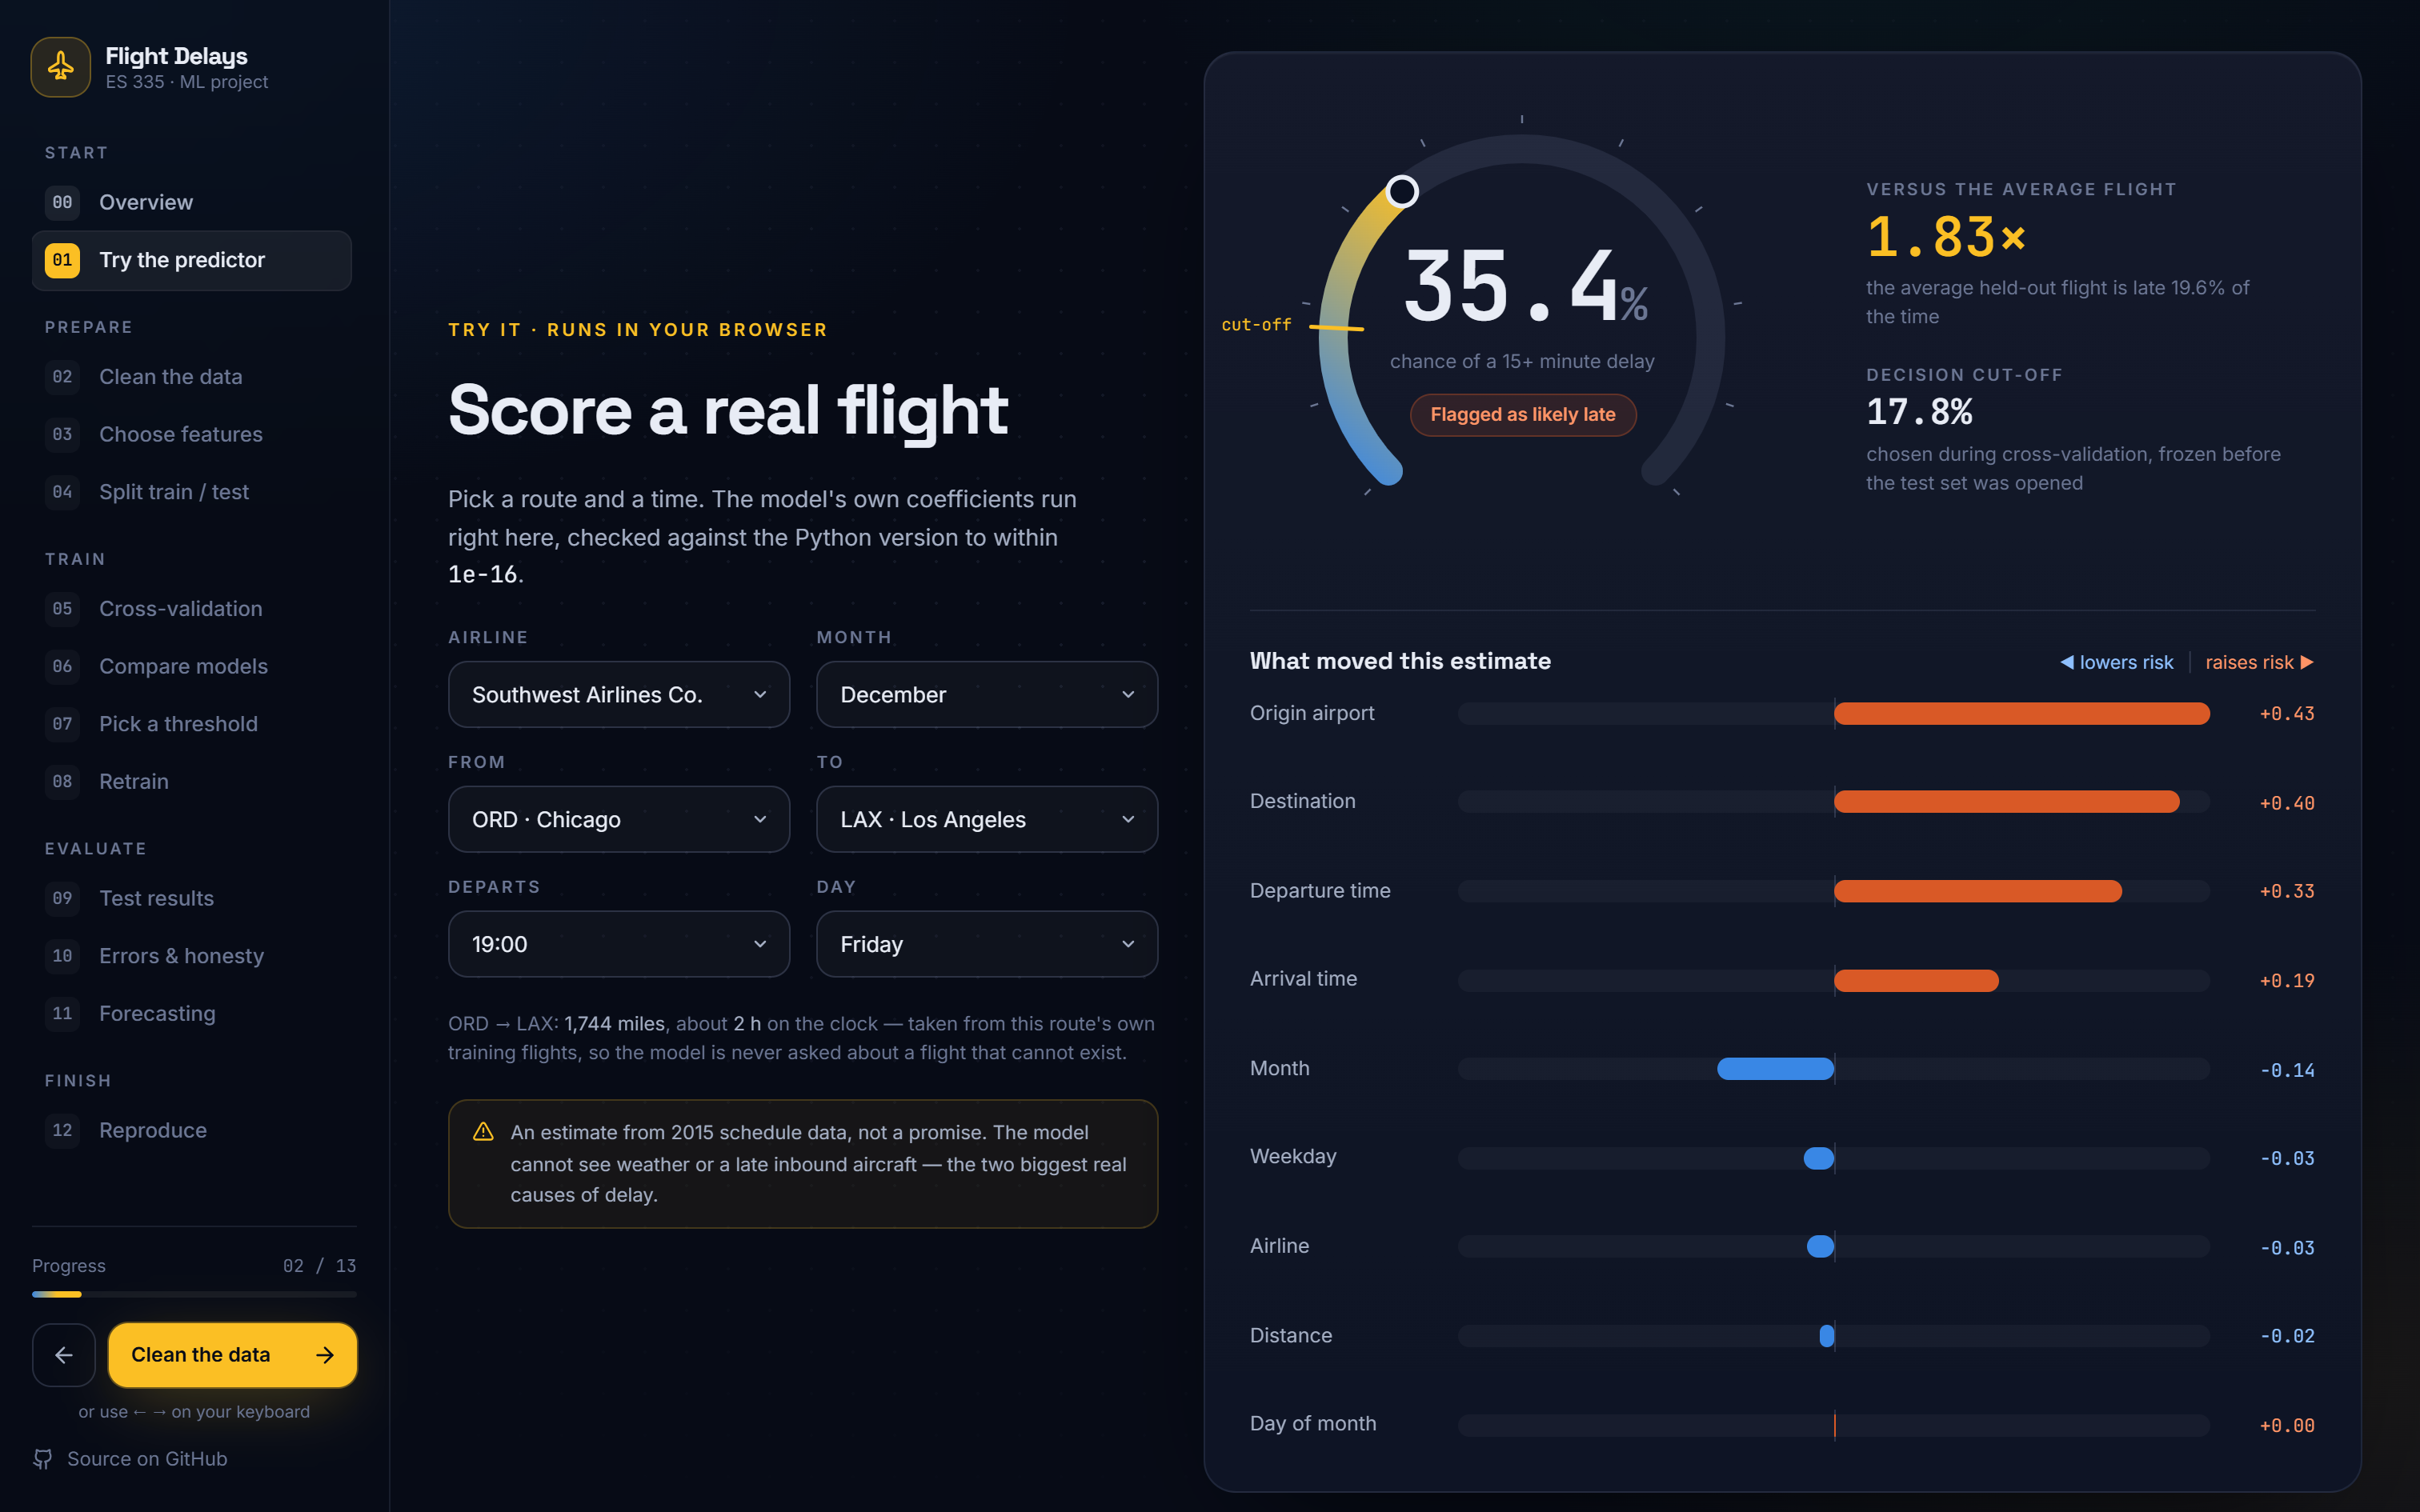 Flight Delays
ES 335 · ML project
START
00 Overview
01 Try the predictor
PREPARE
02 Clean the data
03 Choose features
04 Split train / test
TRAIN
05 Cross-validation
06 Compare models
07 Pick a threshold
08 Retrain
EVALUATE
09 Test results
10 Errors & honesty
11 Forecasting
FINISH
12 Reproduce
Progress 02 / 13
Clean the data →
or use ← → on your keyboard
Source on GitHub
TRY IT · RUNS IN YOUR BROWSER
Score a real flight
Pick a route and a time. The model's own coefficients run
right here, checked against the Python version to within
1e-16.
AIRLINE MONTH
Southwest Airlines Co. December
FROM TO
ORD · Chicago LAX · Los Angeles
DEPARTS DAY
19:00 Friday
ORD → LAX: 1,744 miles, about 2 h on the clock — taken from this route's own
training flights, so the model is never asked about a flight that cannot exist.
An estimate from 2015 schedule data, not a promise. The model
cannot see weather or a late inbound aircraft — the two biggest real
causes of delay.
cut-off
35.4%
chance of a 15+ minute delay
Flagged as likely late
VERSUS THE AVERAGE FLIGHT
1.83×
the average held-out flight is late 19.6% of
the time
DECISION CUT-OFF
17.8%
chosen during cross-validation, frozen before
the test set was opened
What moved this estimate ◀ lowers risk raises risk ▶
Origin airport +0.43
Destination +0.40
Departure time +0.33
Arrival time +0.19
Month -0.14
Weekday -0.03
Airline -0.03
Distance -0.02
Day of month +0.00